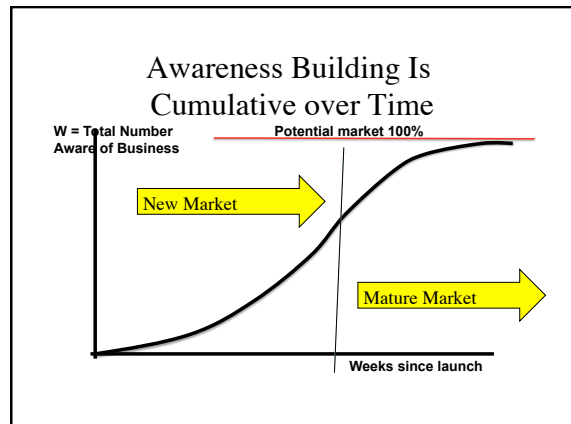 Awareness Building Is
Cumulative over Time
W = Total Number
Aware of Business
Potential market 100%
New Market
Mature Market
Weeks since launch